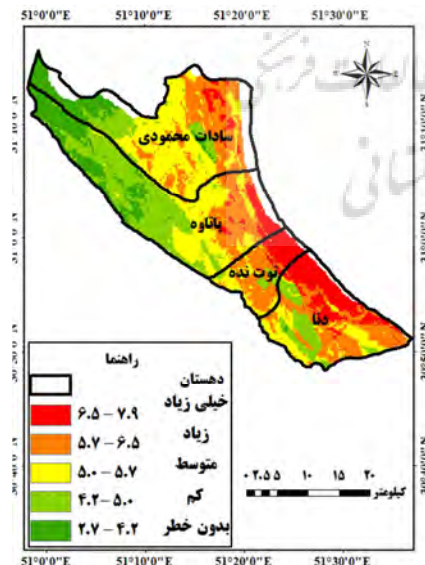 51°0'0"E 51°10'0"E 51°20'0"E 51°30'0"E
سادات محمودی
پاتاوه
توت نده
دنا
راهنما
دهستان
خیلی زیاد ۶.۵ – ۷.۹
زیاد ۵.۷ – ۶.۵
متوسط ۵.۰ – ۵.۷
کم ۴.۲ – ۵.۰
بدون خطر ۲.۷ – ۴.۲
۰ ۲.۵ ۵ ۱۰ ۱۵ ۲۰
کیلومتر
51°0'0"E 51°10'0"E 51°20'0"E 51°30'0"E